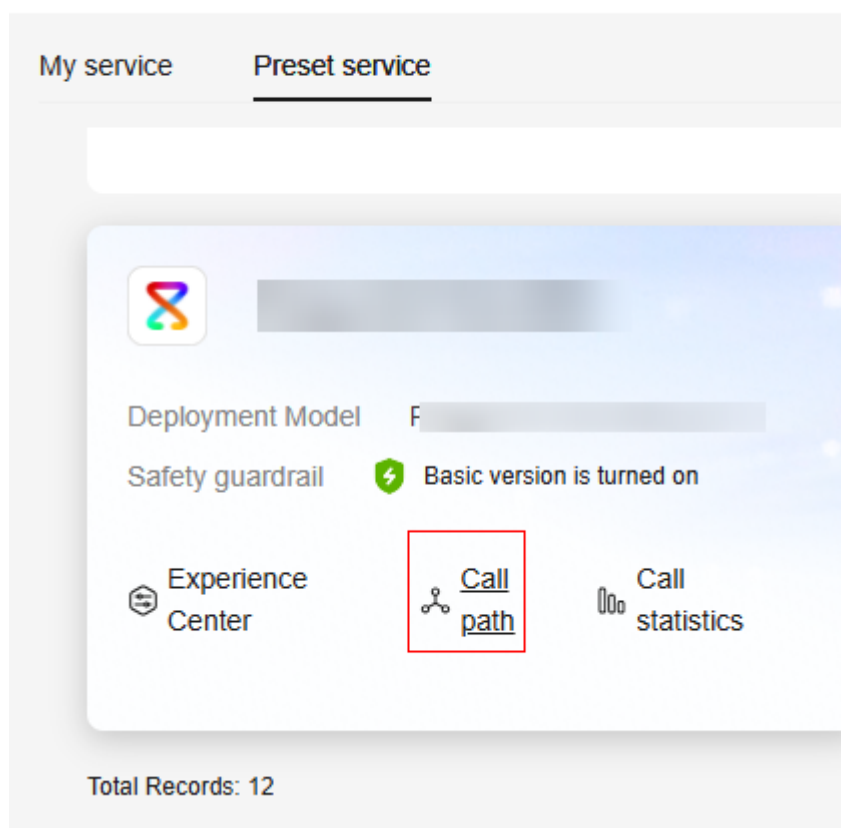 My service Preset service
Deployment Model
Safety guardrail Basic version is turned on
Experience Call Call
Center path statistics
Total Records: 12